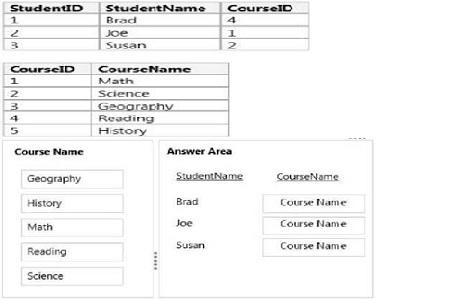 StudentID StudentName CourseID
1 Brad 4
2 Joe 1
3 Susan 2
CourseID CourseName
1 Math
2 Science
3 Geography
4 Reading
5 History
Course Name
Geography
History
Math
Reading
Science
Answer Area
StudentName CourseName
Brad Course Name
Joe Course Name
Susan Course Name